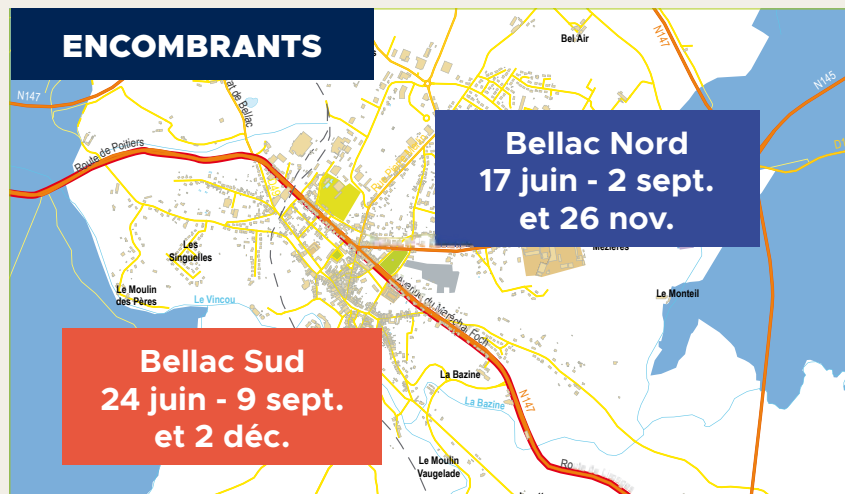 ENCOMBRANTS
Bel Air
N147
N147
N145
Route de Poitiers
Bellac Nord
17 juin - 2 sept.
et 26 nov.
Les
Singuelles
Le Moulin
des Pères
Le Vincou
Avenue du Maréchal Foch
Le Monteil
Bellac Sud
24 juin - 9 sept.
et 2 déc.
La Bazine
La Bazine
N147
Le Moulin
Vaugelade